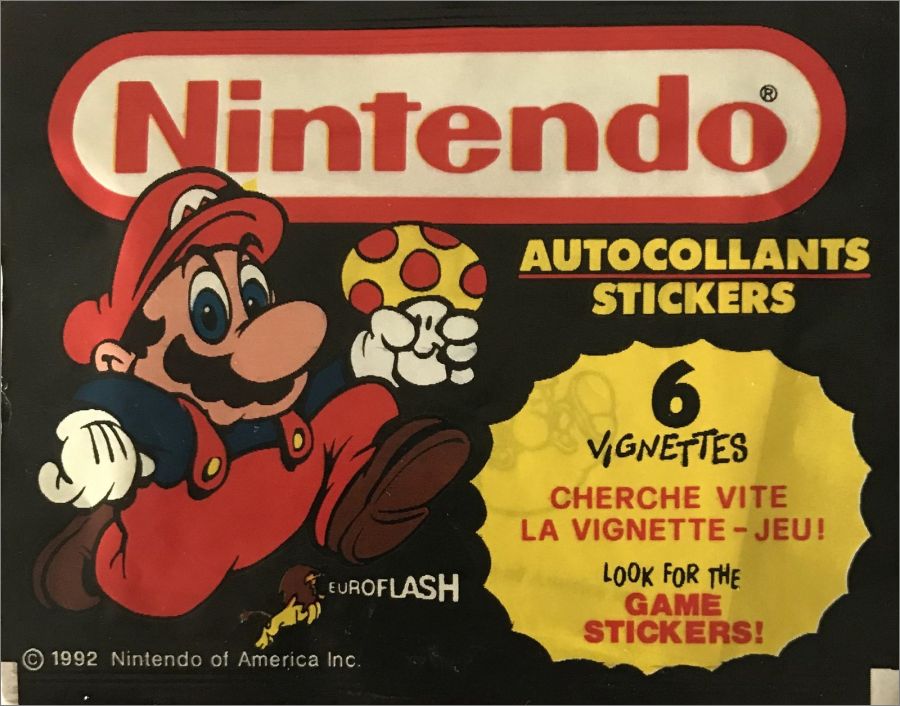 Nintendo®
M
AUTOCOLLANTS
STICKERS
6
VIGNETTES
CHERCHE VITE
LA VIGNETTE-JEU!
LOOK FOR THE
GAME
STICKERS!
EUROFLASH
© 1992 Nintendo of America Inc.